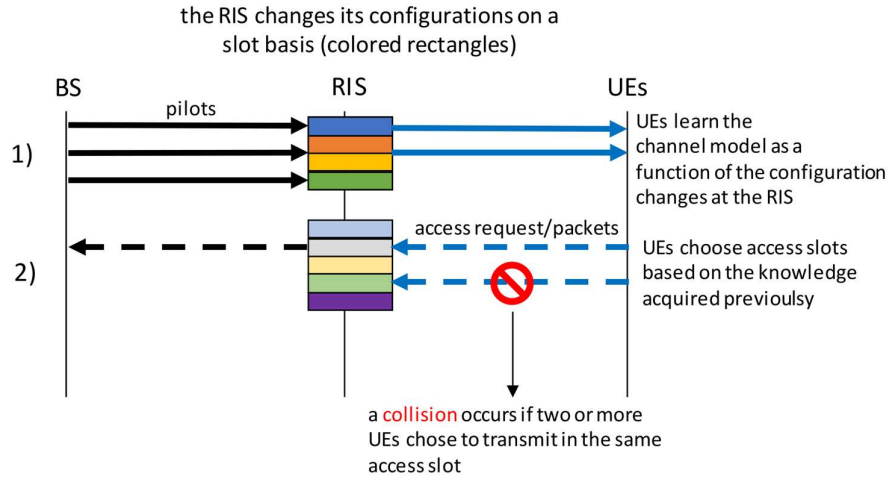 the RIS changes its configurations on a
slot basis (colored rectangles)
BS
RIS
UEs
pilots
1)
UEs learn the
channel model as a
function of the configuration
changes at the RIS
access request/packets
2)
UEs choose access slots
based on the knowledge
acquired previoulsy
a collision occurs if two or more
UEs chose to transmit in the same
access slot